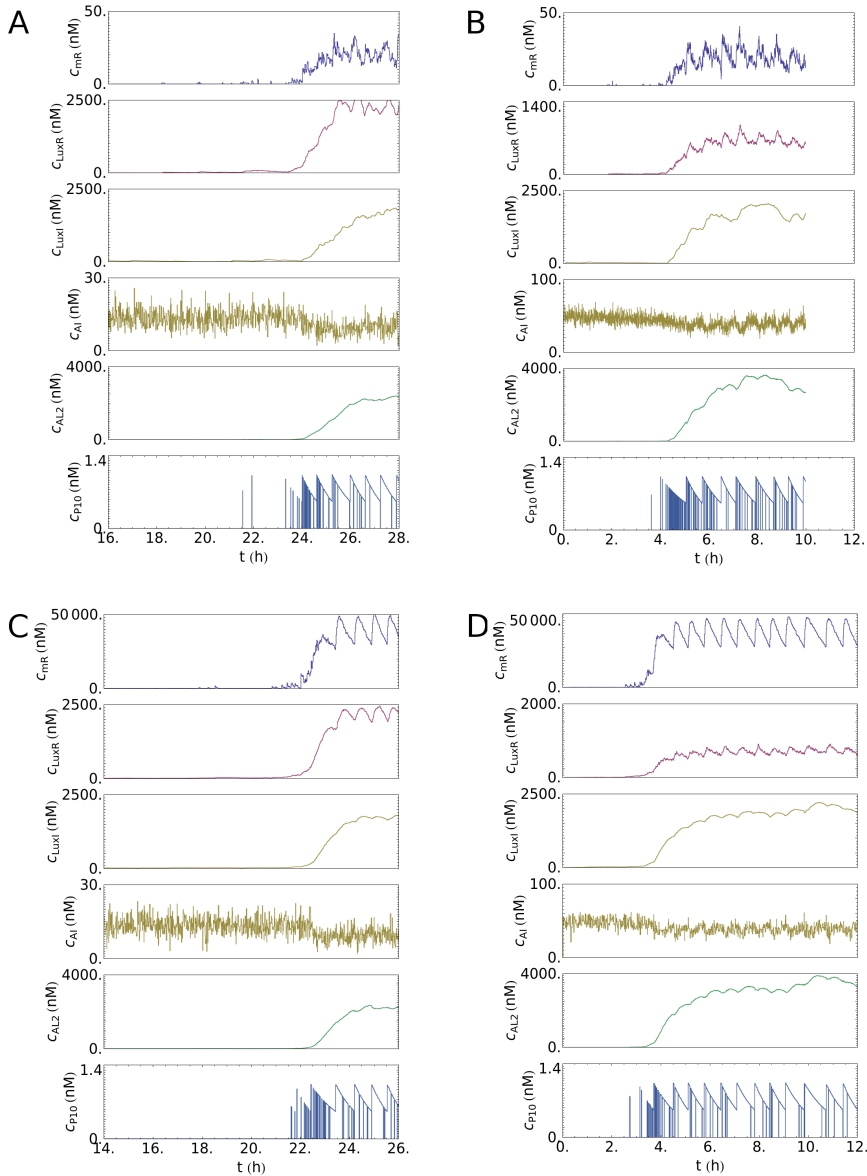 A
50.
c_mR (nM)
0.
2500
c_LuxR (nM)
0.
2500
c_LuxI (nM)
0.
30.
c_AI (nM)
0.
4000
c_AL2 (nM)
0.
1.4
c_P10 (nM)
0.
16. 18. 20. 22. 24. 26. 28.
t (h)
B
50.
c_mR (nM)
0.
1400
c_LuxR (nM)
0.
2500
c_LuxI (nM)
0.
100.
c_AI (nM)
0.
4000
c_AL2 (nM)
0.
1.4
c_P10 (nM)
0.
0. 2. 4. 6. 8. 10. 12.
t (h)
C
50 000.
c_mR (nM)
0.
2500
c_LuxR (nM)
0.
2500
c_LuxI (nM)
0.
30.
c_AI (nM)
0.
4000
c_AL2 (nM)
0.
1.4
c_P10 (nM)
0.
14. 16. 18. 20. 22. 24. 26.
t (h)
D
50 000.
c_mR (nM)
0.
2000
c_LuxR (nM)
0.
2500
c_LuxI (nM)
0.
100.
c_AI (nM)
0.
4000
c_AL2 (nM)
0.
1.4
c_P10 (nM)
0.
0. 2. 4. 6. 8. 10. 12.
t (h)